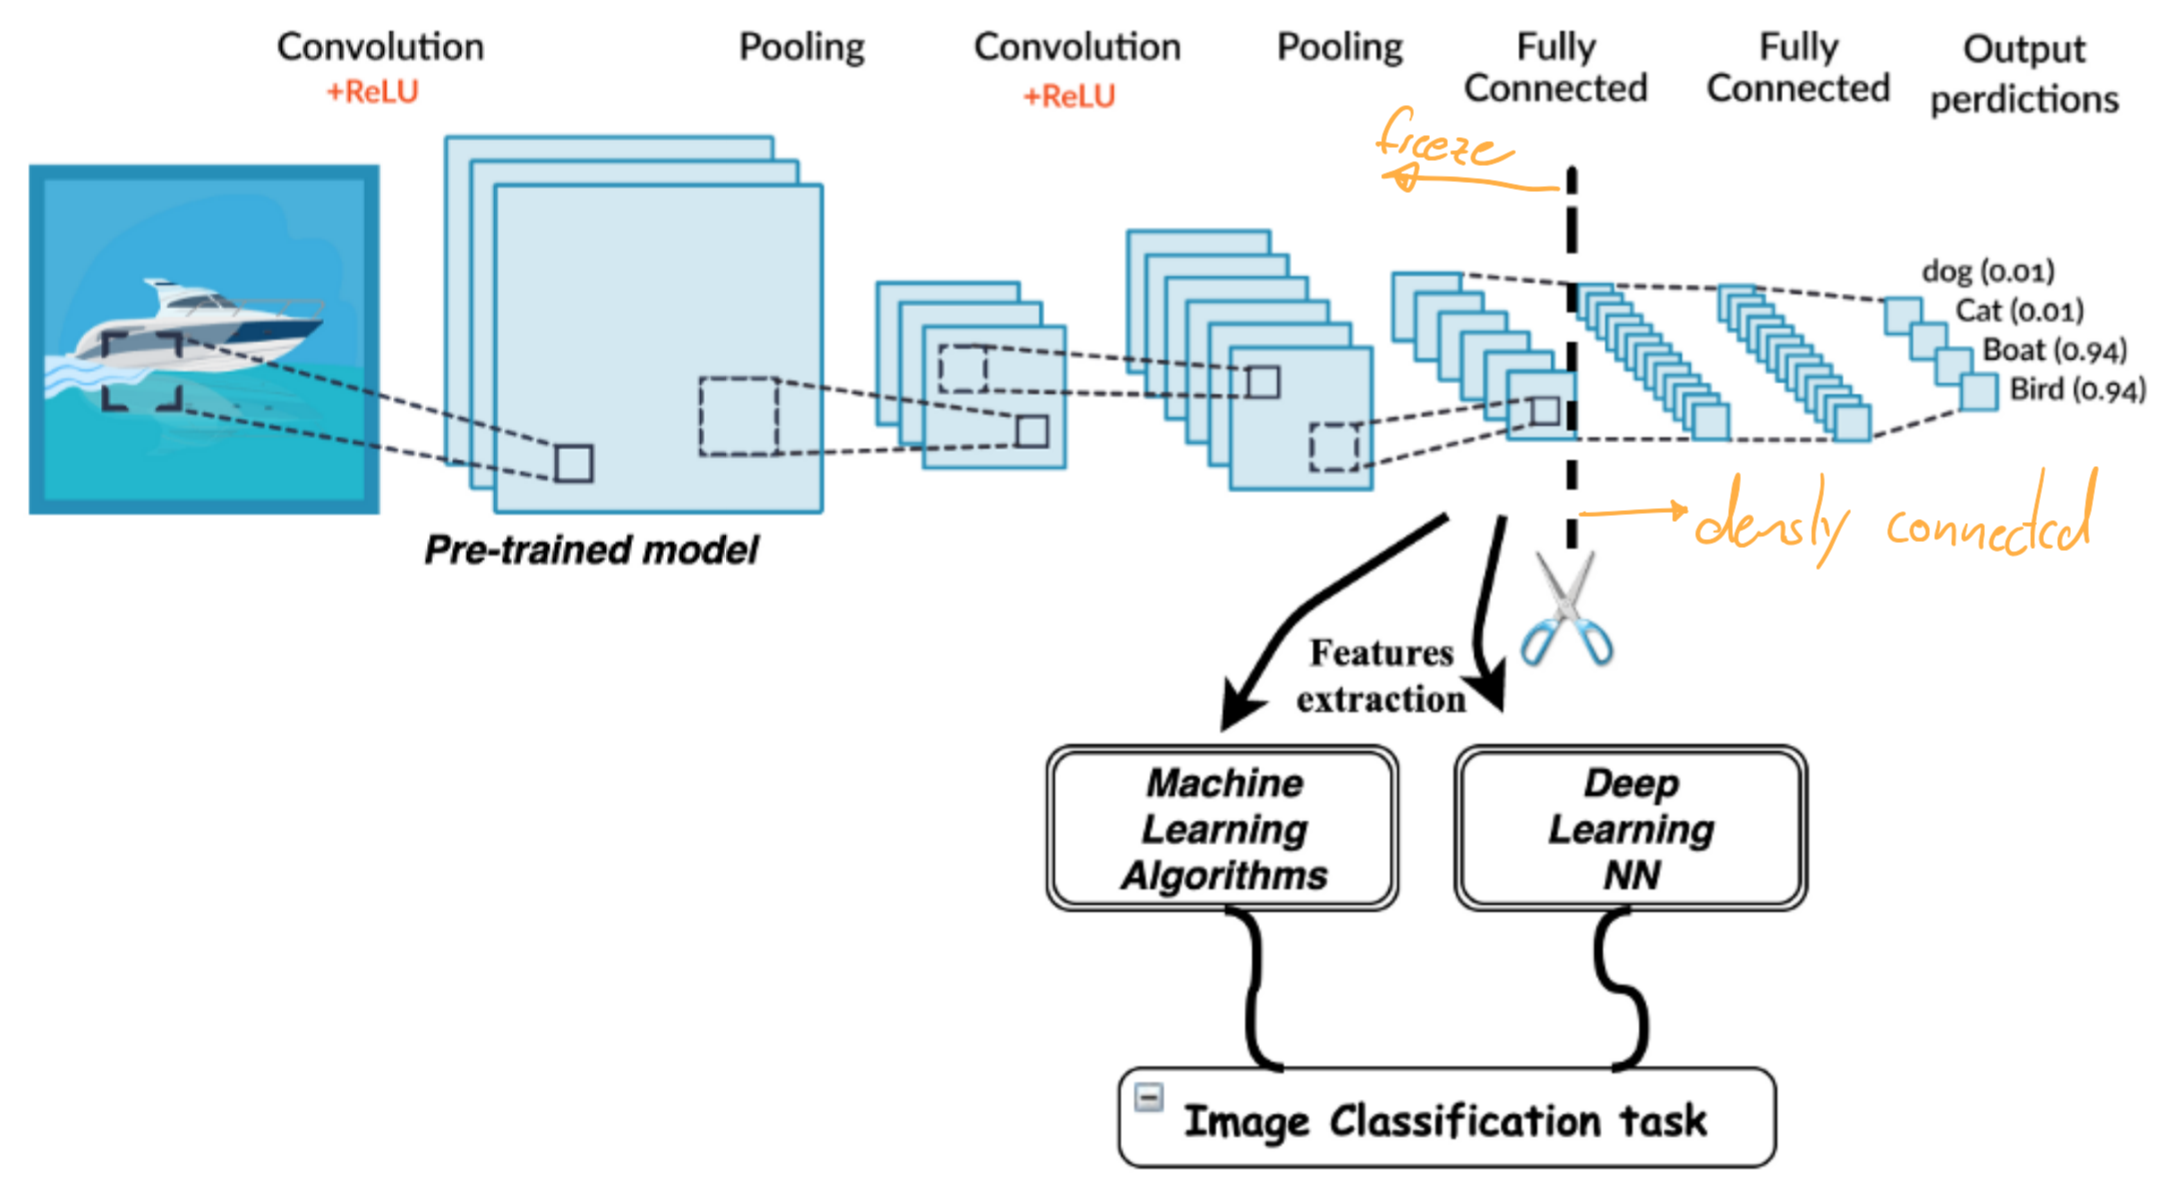 Convolution
+ReLU
Pooling
Convolution
+ReLU
Pooling
Fully
Connected
Fully
Connected
Output
perdictions
freeze
dog (0.01)
Cat (0.01)
Boat (0.94)
Bird (0.94)
densly connected
Pre-trained model
Features
extraction
Machine
Learning
Algorithms
Deep
Learning
NN
Image Classification task